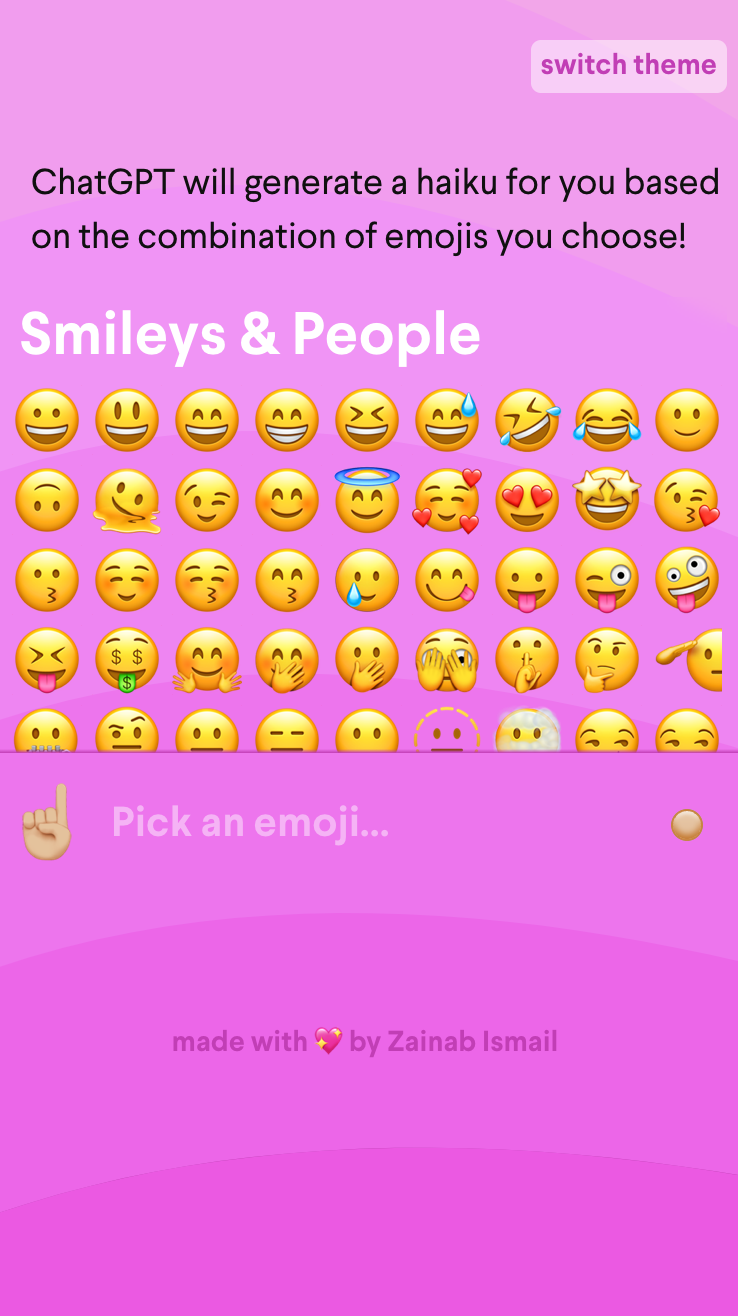 switch theme
ChatGPT will generate a haiku for you based
on the combination of emojis you choose!
Smileys & People
Pick an emoji...
made with 💖 by Zainab Ismail